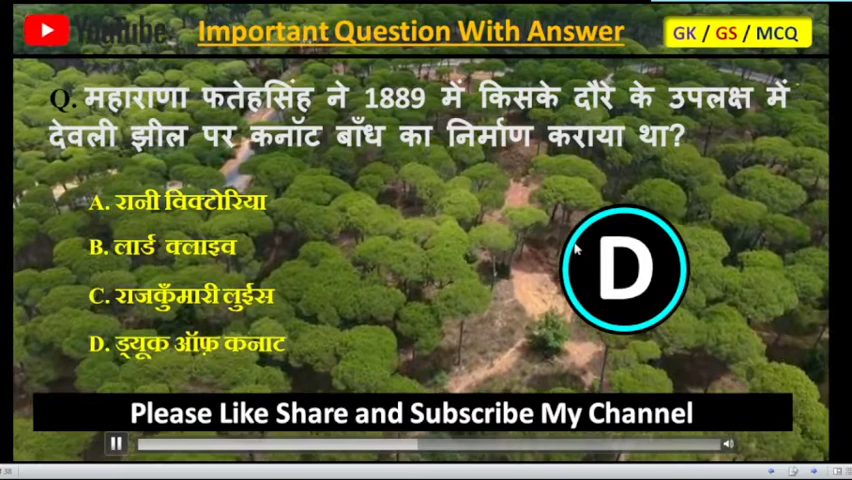 YouTube
Important Question With Answer
GK / GS / MCQ
Q. महाराणा फतेहसिंह ने 1889 में किसके दौरे के उपलक्ष में
देवली झील पर कनॉट बाँध का निर्माण कराया था?
A. रानी विक्टोरिया
B. लार्ड क्लाइव
C. राजकुँमारी लुईस
D. ड्यूक ऑफ़ कनाट
D
Please Like Share and Subscribe My Channel